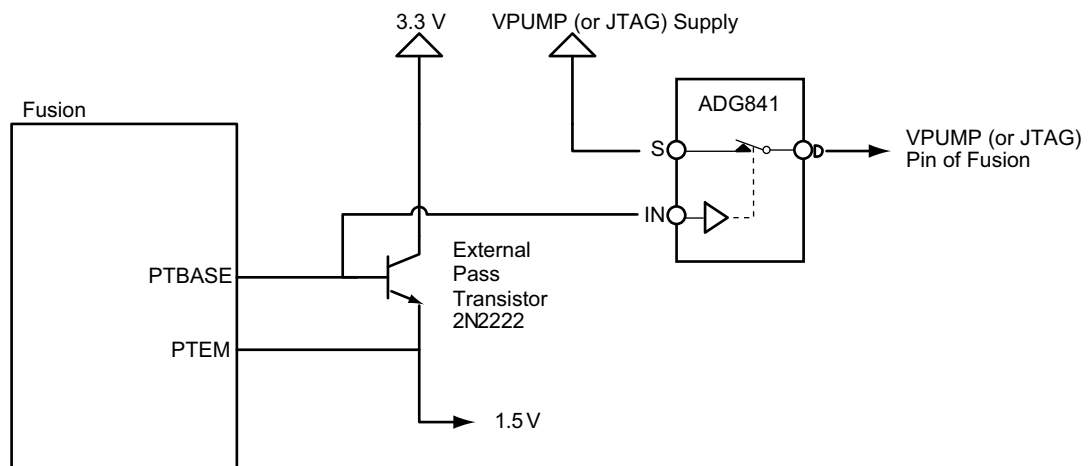 3.3 V
VPUMP (or JTAG) Supply
Fusion
ADG841
S
D
VPUMP (or JTAG)
Pin of Fusion
IN
External
Pass
Transistor
2N2222
PTBASE
PTEM
1.5 V